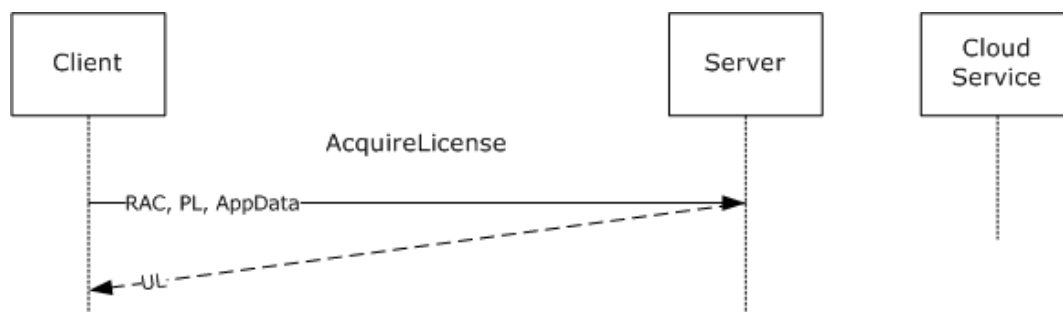 Client
Server
Cloud
Service
AcquireLicense
RAC, PL, AppData
UL